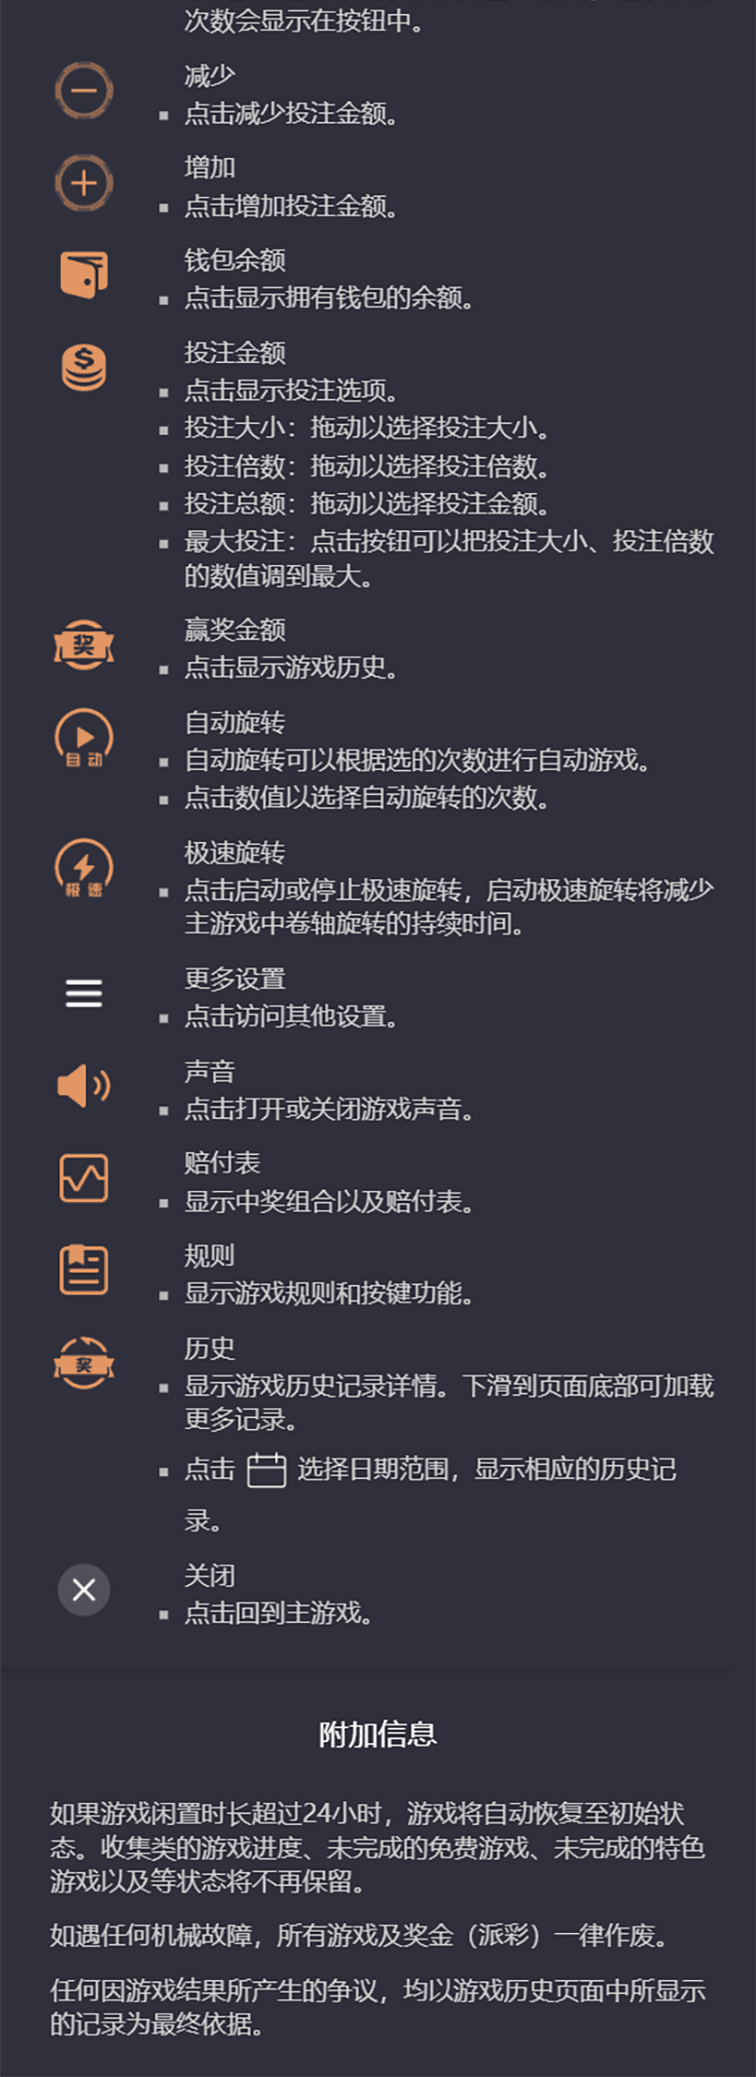 次数会显示在按钮中。
减少
点击减少投注金额。
增加
点击增加投注金额。
钱包余额
点击显示拥有钱包的余额。
投注金额
点击显示投注选项。
投注大小：拖动以选择投注大小。
投注倍数：拖动以选择投注倍数。
投注总额：拖动以选择投注金额。
最大投注：点击按钮可以把投注大小、投注倍数
的数值调到最大。
奖
赢奖金额
点击显示游戏历史。
自动
自动旋转
自动旋转可以根据选的次数进行自动游戏。
点击数值以选择自动旋转的次数。
极速
极速旋转
点击启动或停止极速旋转，启动极速旋转将减少
主游戏中卷轴旋转的持续时间。
更多设置
点击访问其他设置。
声音
点击打开或关闭游戏声音。
赔付表
显示中奖组合以及赔付表。
规则
显示游戏规则和按键功能。
奖
历史
显示游戏历史记录详情。下滑到页面底部可加载
更多记录。
点击 选择日期范围，显示相应的历史记
录。
关闭
点击回到主游戏。
附加信息
如果游戏闲置时长超过24小时，游戏将自动恢复至初始状
态。收集类的游戏进度、未完成的免费游戏、未完成的特色
游戏以及等状态将不再保留。
如遇任何机械故障，所有游戏及奖金（派彩）一律作废。
任何因游戏结果所产生的争议，均以游戏历史页面中所显示
的记录为最终依据。